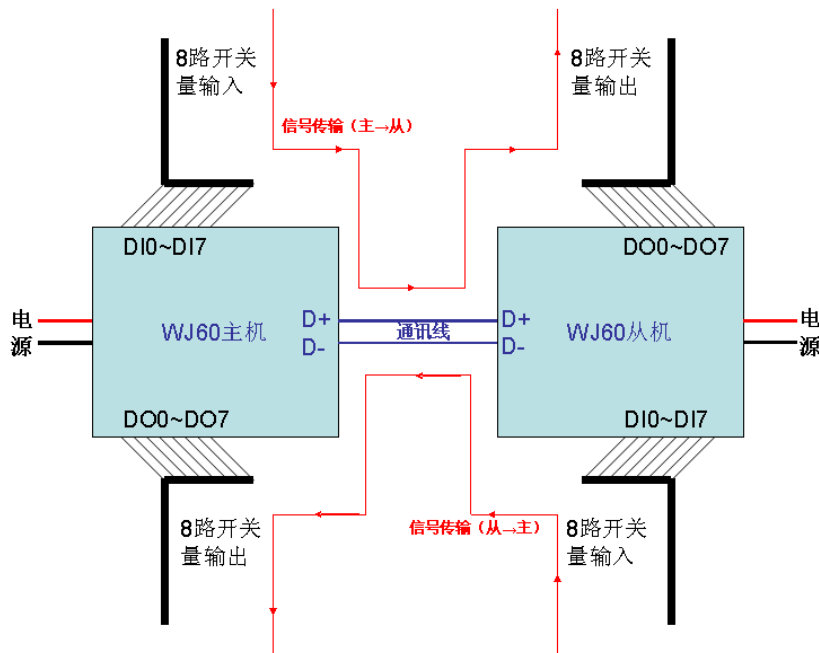 8路开关
量输入
8路开关
量输出
信号传输（主→从）
DI0~DI7
DO0~DO7
电
源
WJ60主机
D+
D-
通讯线
D+
D-
WJ60从机
电
源
DO0~DO7
DI0~DI7
8路开关
量输出
信号传输（从→主）
8路开关
量输入